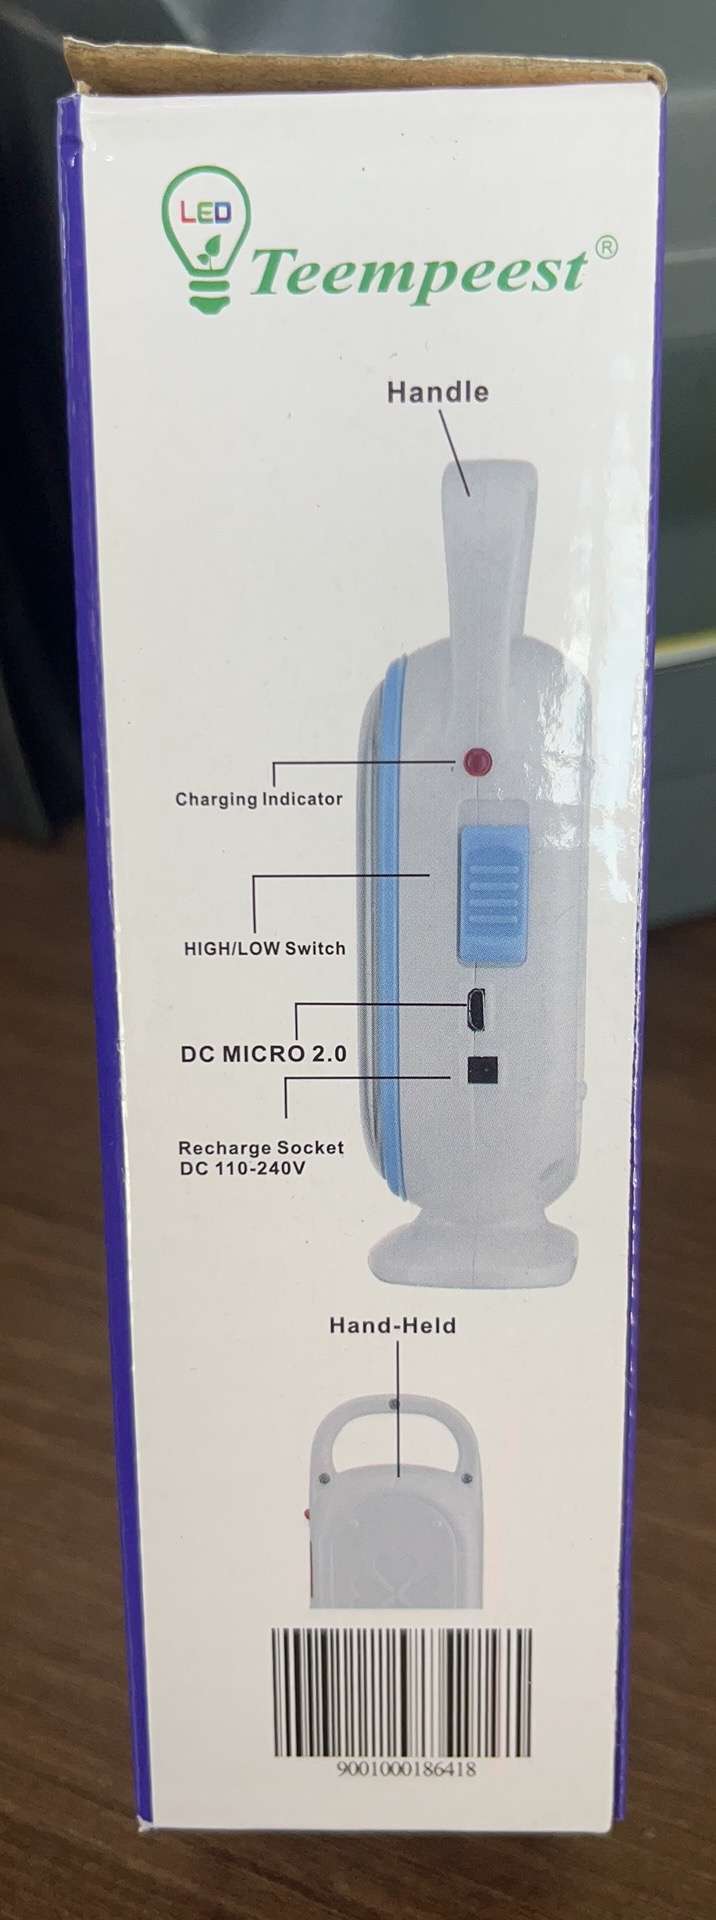 LED
Teempeest®
Handle
Charging Indicator
HIGH/LOW Switch
DC MICRO 2.0
Recharge Socket
DC 110-240V
Hand-Held
9001000186418